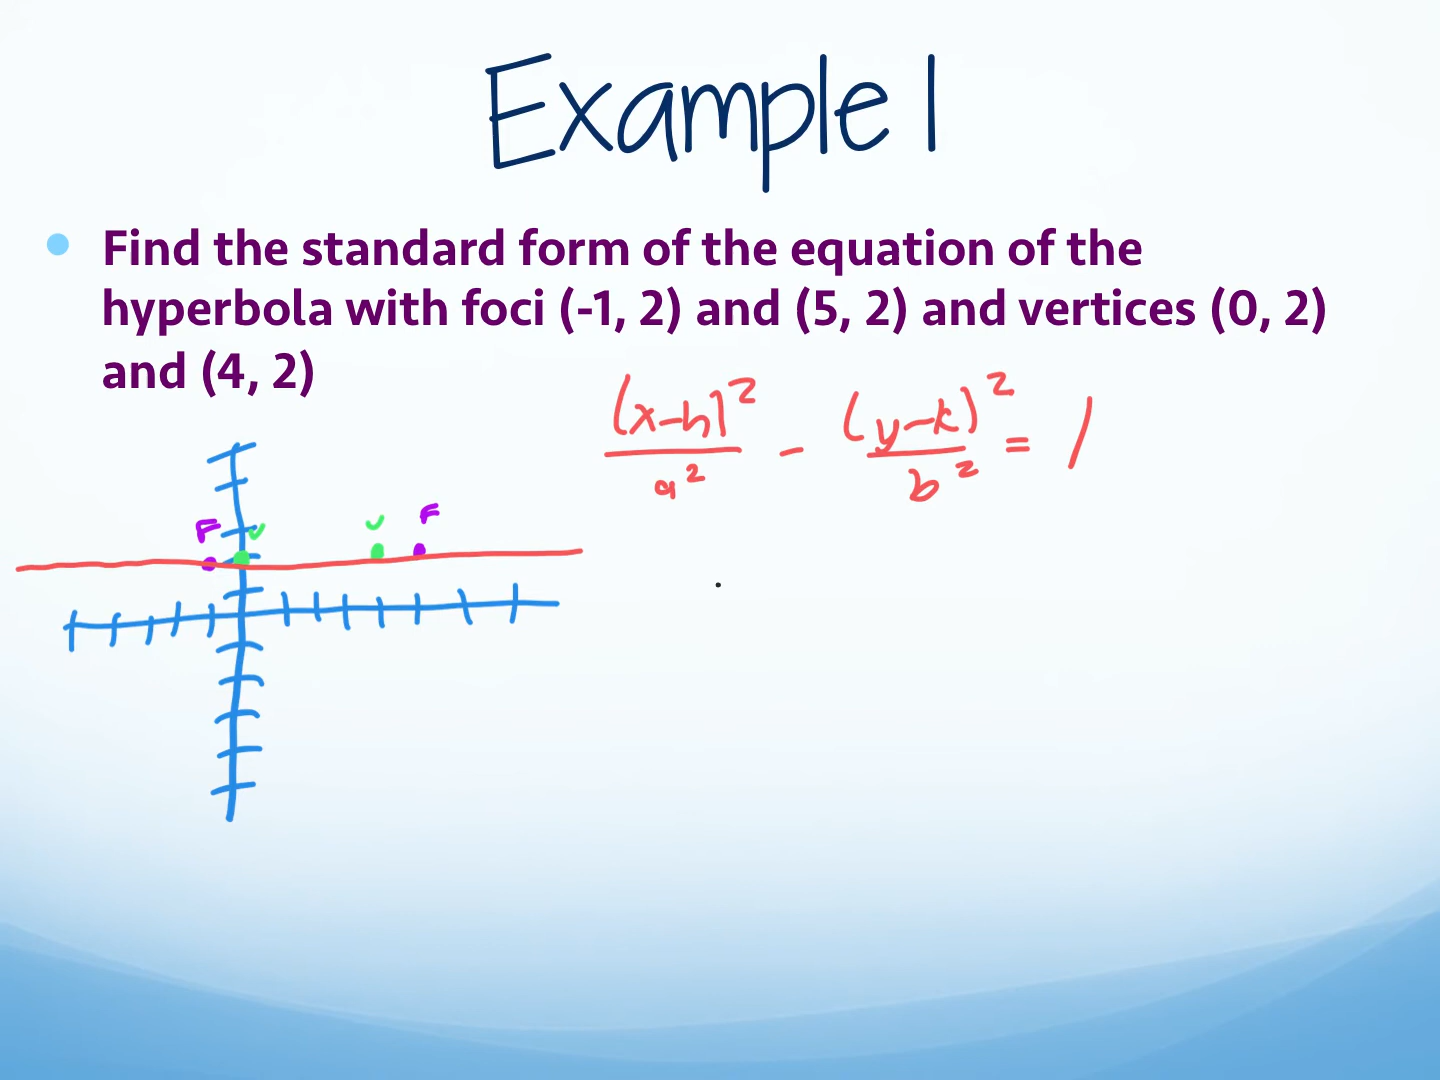 Example 1
Find the standard form of the equation of the
hyperbola with foci (-1, 2) and (5, 2) and vertices (0, 2)
and (4, 2)
(x-h)² / a² - (y-k)² / b² = 1
F V V F